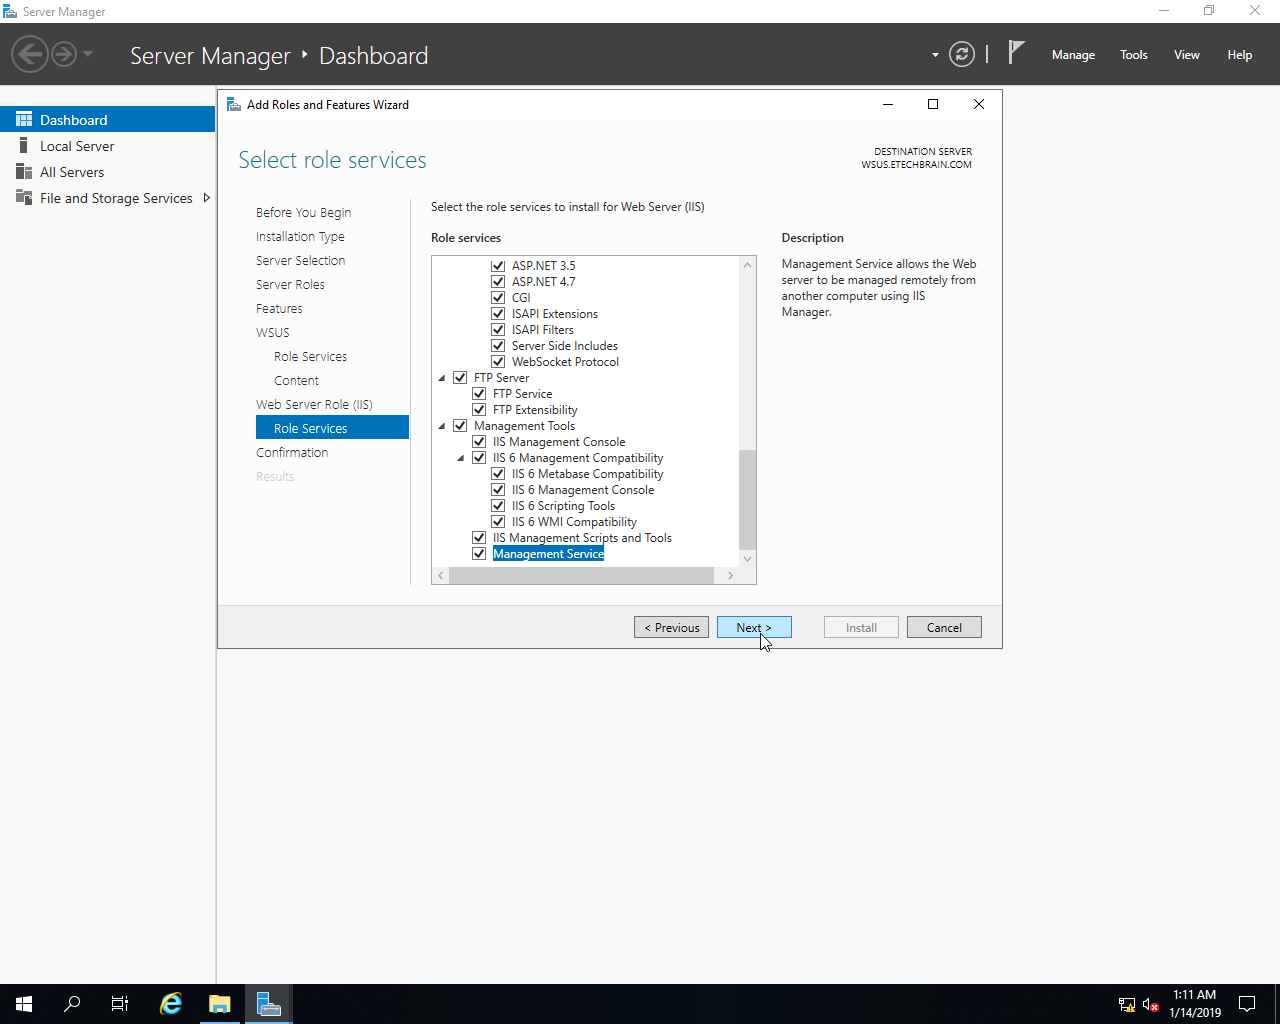 Server Manager
Server Manager ‣ Dashboard
Manage Tools View Help
Dashboard
Local Server
All Servers
File and Storage Services
Add Roles and Features Wizard
Select role services
DESTINATION SERVER
WSUS.ETECHBRAIN.COM
Before You Begin
Installation Type
Server Selection
Server Roles
Features
WSUS
Role Services
Content
Web Server Role (IIS)
Role Services
Confirmation
Results
Select the role services to install for Web Server (IIS)
Role services
ASP.NET 3.5
ASP.NET 4.7
CGI
ISAPI Extensions
ISAPI Filters
Server Side Includes
WebSocket Protocol
FTP Server
FTP Service
FTP Extensibility
Management Tools
IIS Management Console
IIS 6 Management Compatibility
IIS 6 Metabase Compatibility
IIS 6 Management Console
IIS 6 Scripting Tools
IIS 6 WMI Compatibility
IIS Management Scripts and Tools
Management Service
Description
Management Service allows the Web
server to be managed remotely from
another computer using IIS
Manager.
< Previous Next > Install Cancel
1:11 AM
1/14/2019